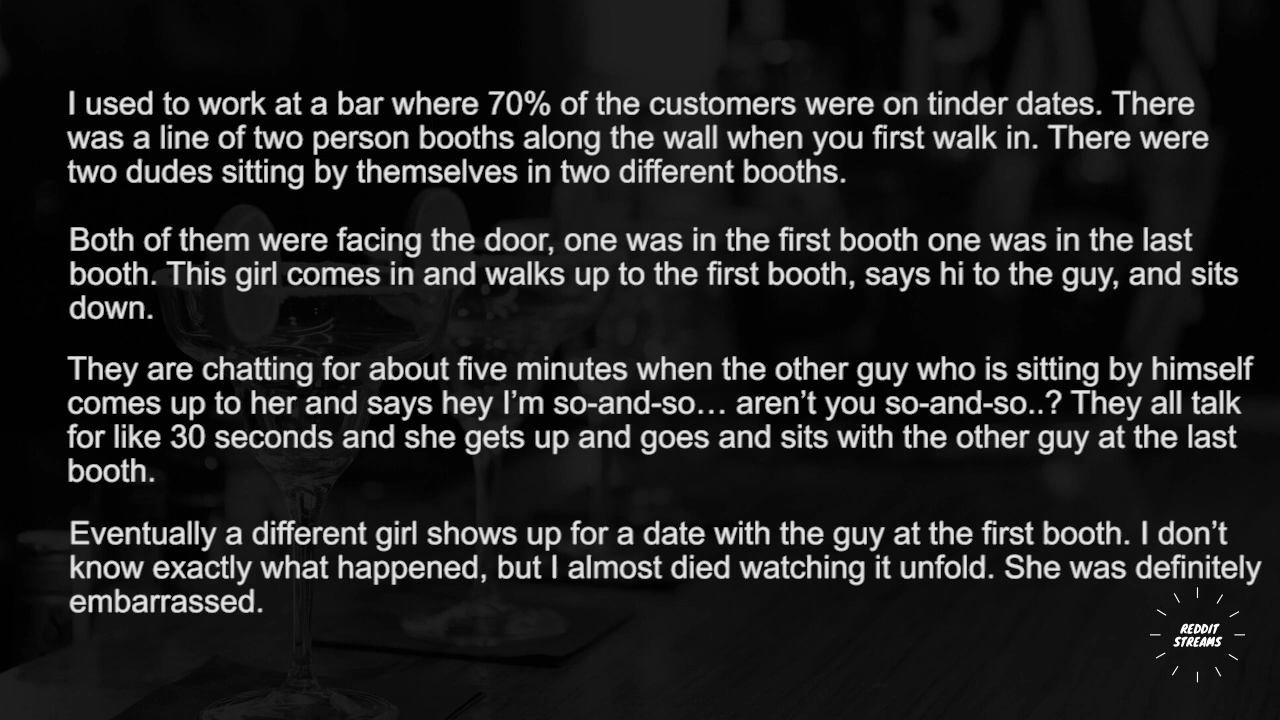 I used to work at a bar where 70% of the customers were on tinder dates. There
was a line of two person booths along the wall when you first walk in. There were
two dudes sitting by themselves in two different booths.
Both of them were facing the door, one was in the first booth one was in the last
booth. This girl comes in and walks up to the first booth, says hi to the guy, and sits
down.
They are chatting for about five minutes when the other guy who is sitting by himself
comes up to her and says hey I’m so-and-so… aren’t you so-and-so..? They all talk
for like 30 seconds and she gets up and goes and sits with the other guy at the last
booth.
Eventually a different girl shows up for a date with the guy at the first booth. I don’t
know exactly what happened, but I almost died watching it unfold. She was definitely
embarrassed.
REDDIT
STREAMS